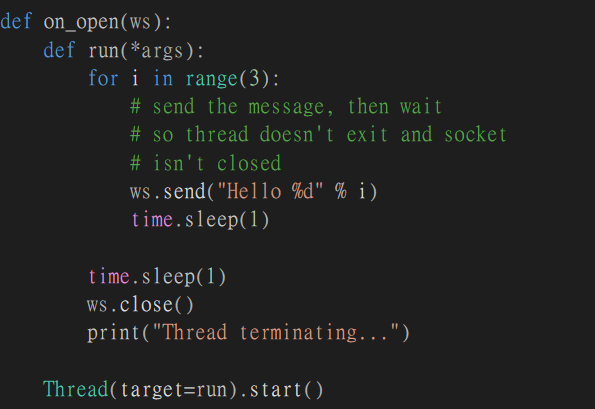 def on_open(ws):
    def run(*args):
        for i in range(3):
            # send the message, then wait
            # so thread doesn't exit and socket
            # isn't closed
            ws.send("Hello %d" % i)
            time.sleep(1)

        time.sleep(1)
        ws.close()
        print("Thread terminating...")

    Thread(target=run).start()